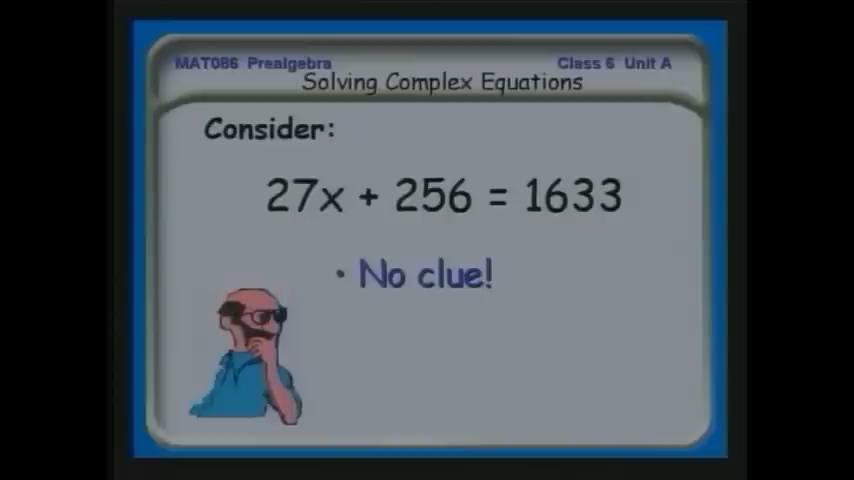 MAT086 Prealgebra Class 6 Unit A
Solving Complex Equations
Consider:
27x + 256 = 1633
• No clue!